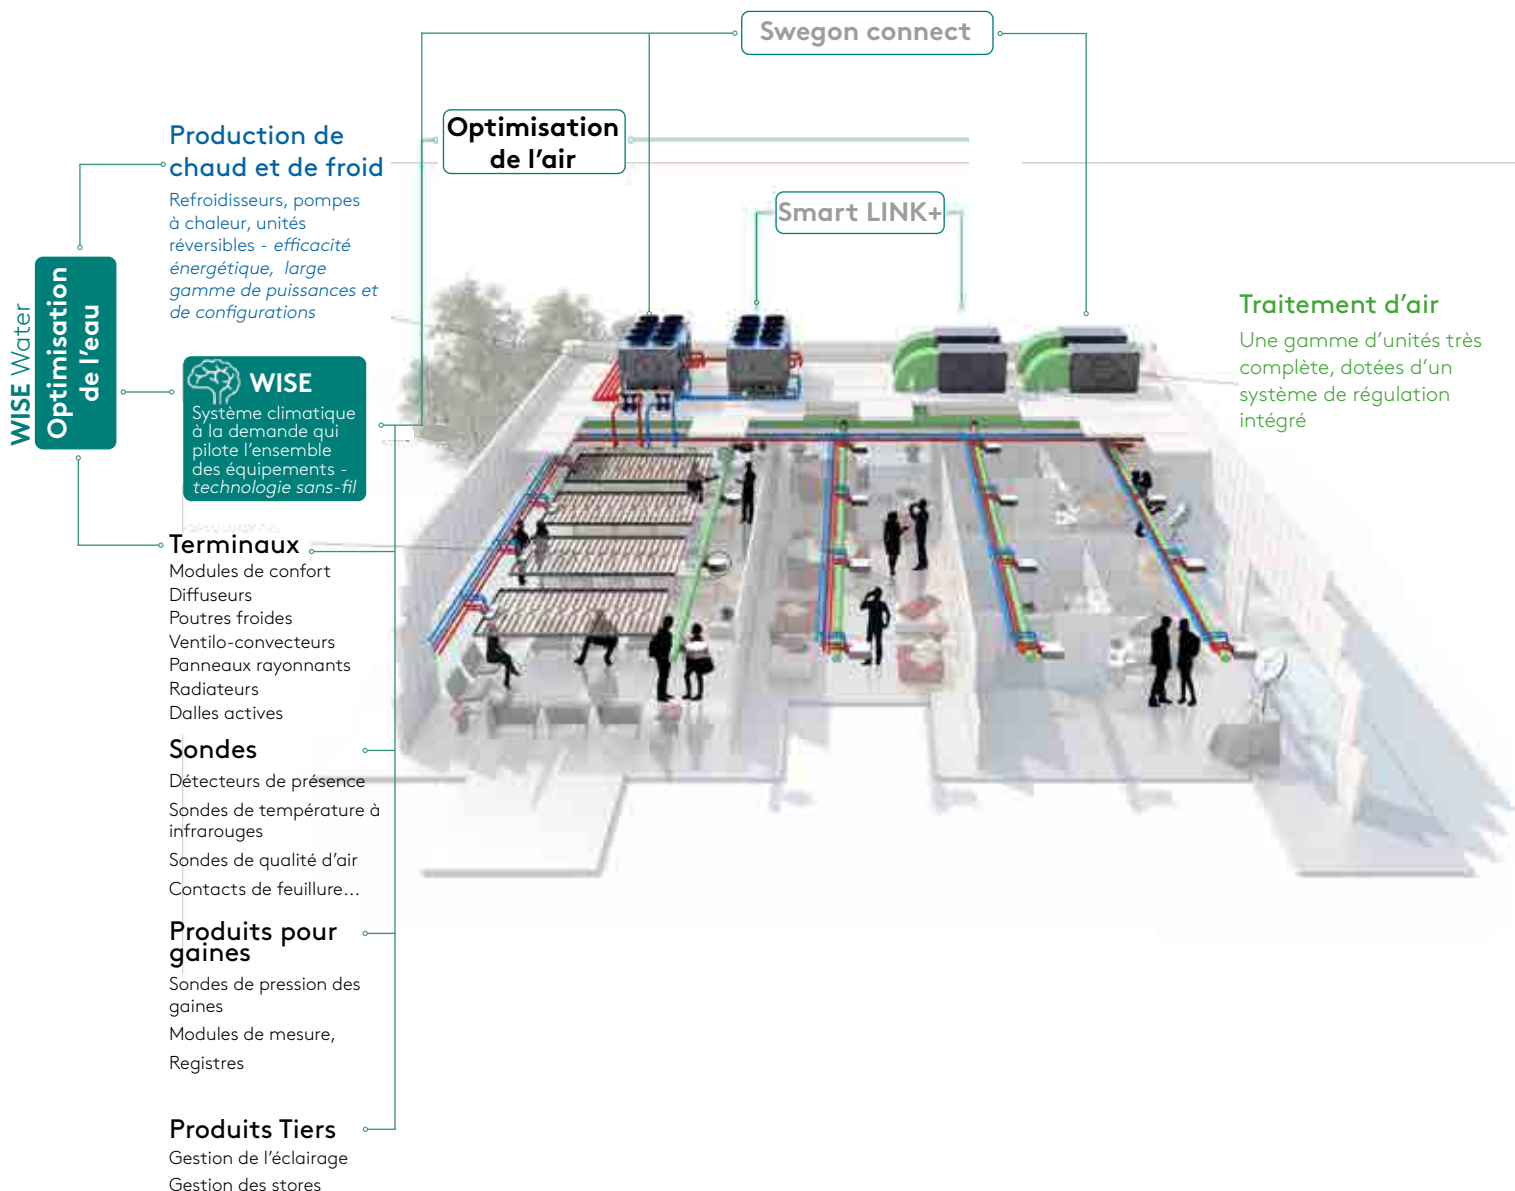 Swegon connect
Optimisation
de l'air
Smart LINK+
Production de
chaud et de froid
Refroidisseurs, pompes
à chaleur, unités
réversibles - efficacité
énergétique, large
gamme de puissances et
de configurations
WISE Water
Optimisation
de l'eau
WISE
Système climatique
à la demande qui
pilote l'ensemble
des équipements -
technologie sans-fil
Traitement d'air
Une gamme d'unités très
complète, dotées d'un
système de régulation
intégré
Terminaux
Modules de confort
Diffuseurs
Poutres froides
Ventilo-convecteurs
Panneaux rayonnants
Radiateurs
Dalles actives
Sondes
Détecteurs de présence
Sondes de température à
infrarouges
Sondes de qualité d'air
Contacts de feuillure...
Produits pour
gaines
Sondes de pression des
gaines
Modules de mesure,
Registres
Produits Tiers
Gestion de l'éclairage
Gestion des stores